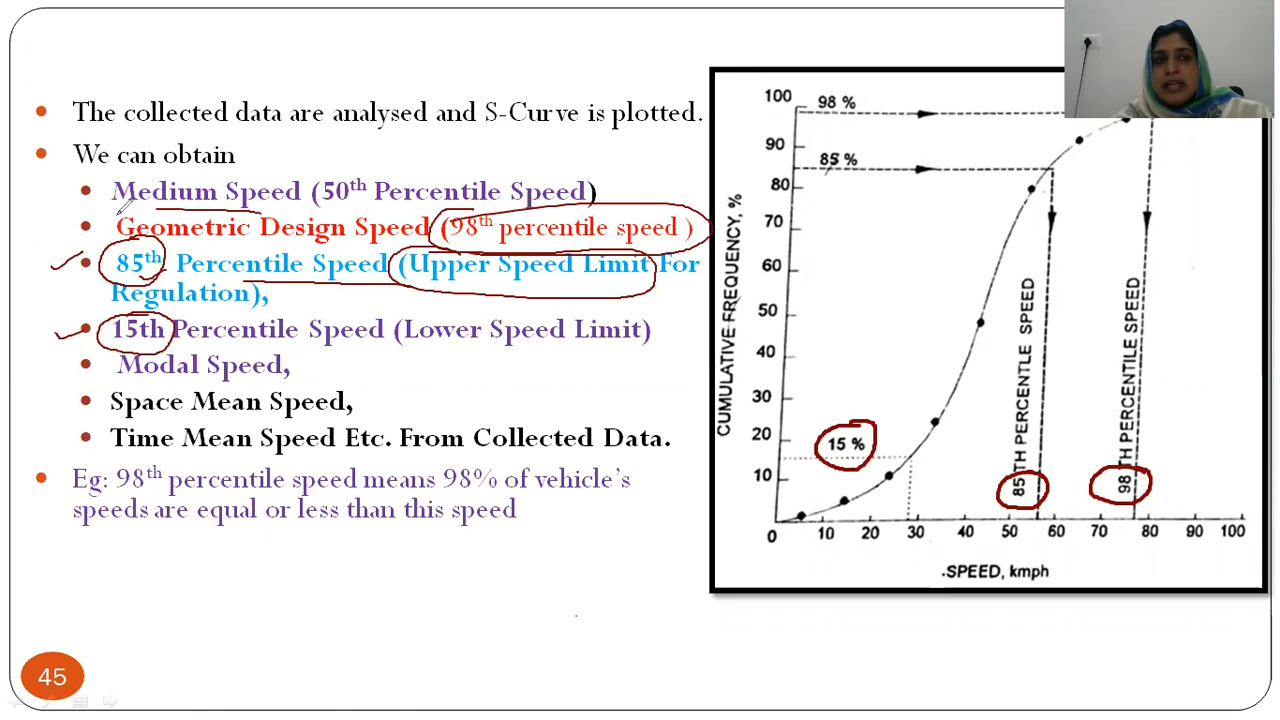 The collected data are analysed and S-Curve is plotted.
We can obtain
Medium Speed (50th Percentile Speed)
Geometric Design Speed (98th percentile speed )
85th Percentile Speed (Upper Speed Limit For
Regulation),
15th Percentile Speed (Lower Speed Limit)
Modal Speed,
Space Mean Speed,
Time Mean Speed Etc. From Collected Data.
Eg: 98th percentile speed means 98% of vehicle's
speeds are equal or less than this speed
45
CUMULATIVE FREQUENCY, %
100
90
80
70
60
50
40
30
20
10
0
98 %
85 %
15 %
85TH PERCENTLE SPEED
98TH PERCENTILE SPEED
10 20 30 40 50 60 70 80 90 100
SPEED, kmph